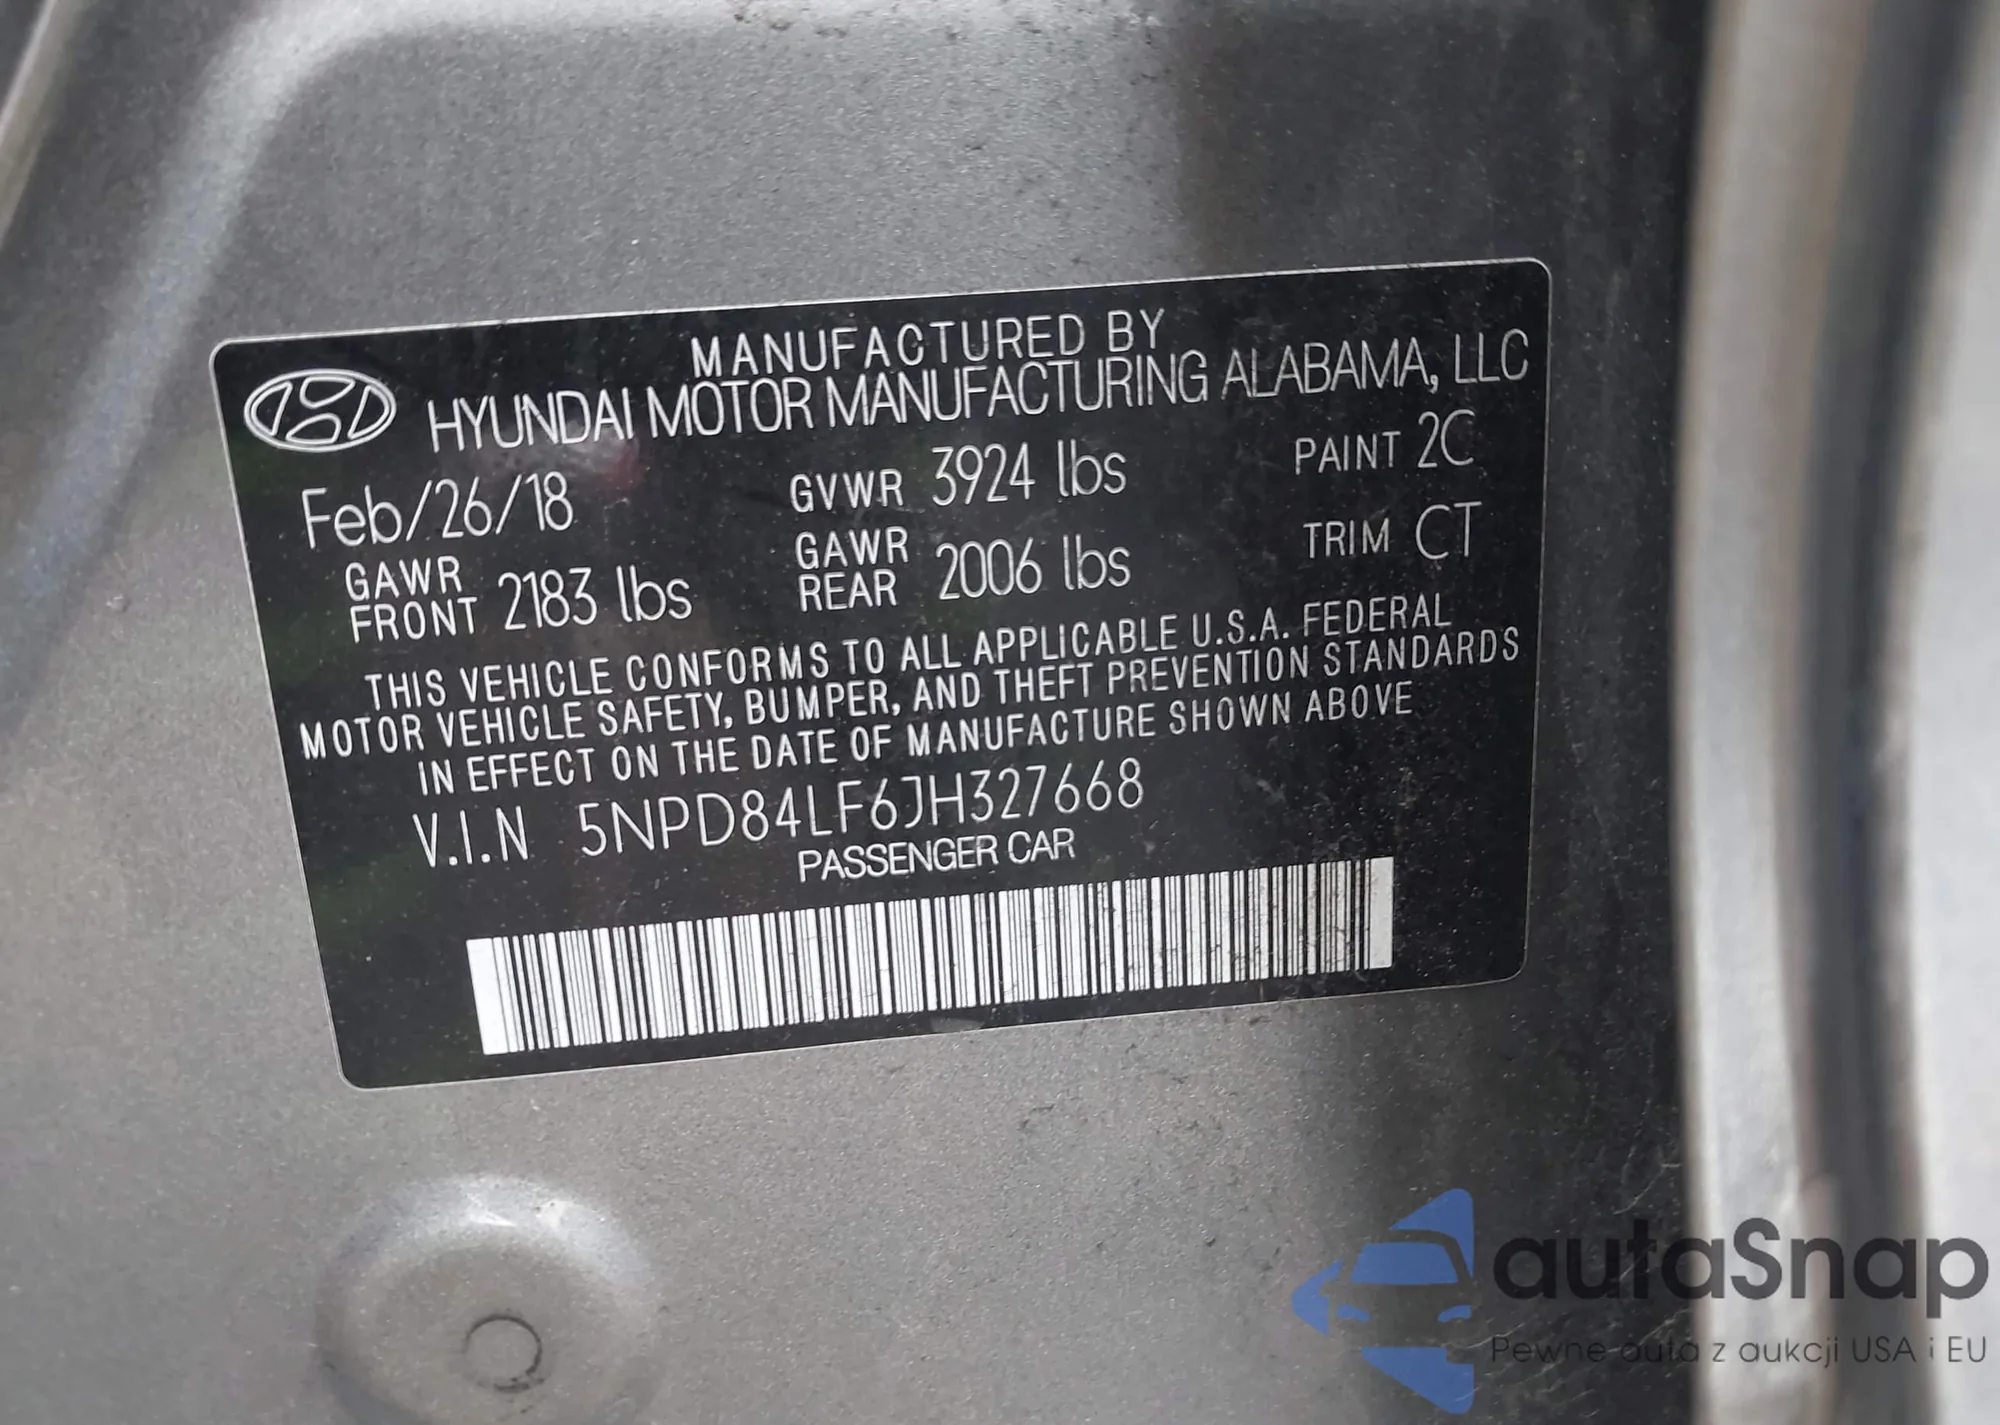 MANUFACTURED BY
HYUNDAI MOTOR MANUFACTURING ALABAMA, LLC
Feb/26/18 GVWR 3924 lbs PAINT 2C
GAWR FRONT 2183 lbs GAWR REAR 2006 lbs TRIM CT
THIS VEHICLE CONFORMS TO ALL APPLICABLE U.S.A. FEDERAL
MOTOR VEHICLE SAFETY, BUMPER, AND THEFT PREVENTION STANDARDS
IN EFFECT ON THE DATE OF MANUFACTURE SHOWN ABOVE
V.I.N 5NPD84LF6JH327668
PASSENGER CAR
autaSnap
Pewne auta z aukcji USA i EU